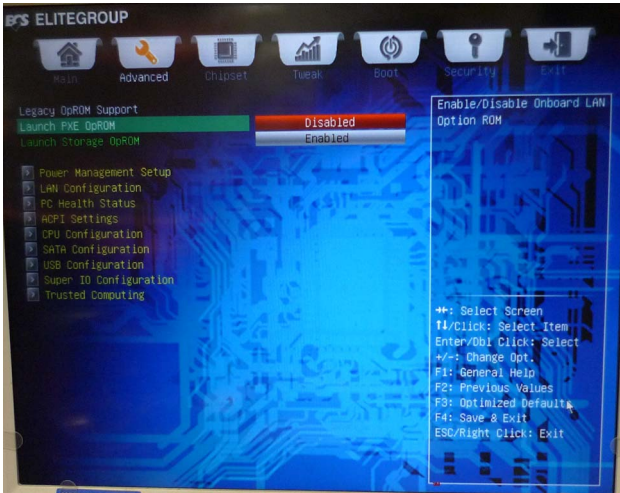 ECS ELITEGROUP
Main Advanced Chipset Tweak Boot Security Exit
Legacy OpROM Support
Launch PXE OpROM Disabled
Launch Storage OpROM Enabled
Power Management Setup
LAN Configuration
PC Health Status
ACPI Settings
CPU Configuration
SATA Configuration
USB Configuration
Super IO Configuration
Trusted Computing
Enable/Disable Onboard LAN
Option ROM
→←: Select Screen
↑↓/Click: Select Item
Enter/Dbl Click: Select
+/-: Change Opt.
F1: General Help
F2: Previous Values
F3: Optimized Defaults
F4: Save & Exit
ESC/Right Click: Exit